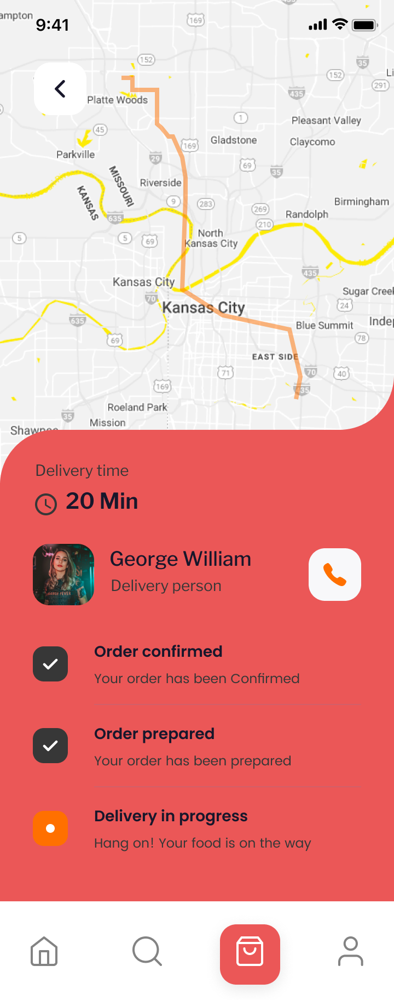 ampton
9:41
169
152
35
152
Li
291
435
Platte Woods
1
Pleasant Valley
45
Gladstone
Claycomo
169
Parkville
29
69
35
MISSOURI
Riverside
KANSAS
9
283
Birmingham
269
Randolph
635
210
5
5
69
North
Kansas City
435
Kansas City
Sugar Creek
70
Kansas City
24
635
Blue Summit
Indep
69
78
EAST SIDE
71
70
40
169
435
Roeland Park
35
Mission
Shawnee
Delivery time
20 Min
George William
Delivery person
Order confirmed
Your order has been Confirmed
Order prepared
Your order has been prepared
Delivery in progress
Hang on! Your food is on the way